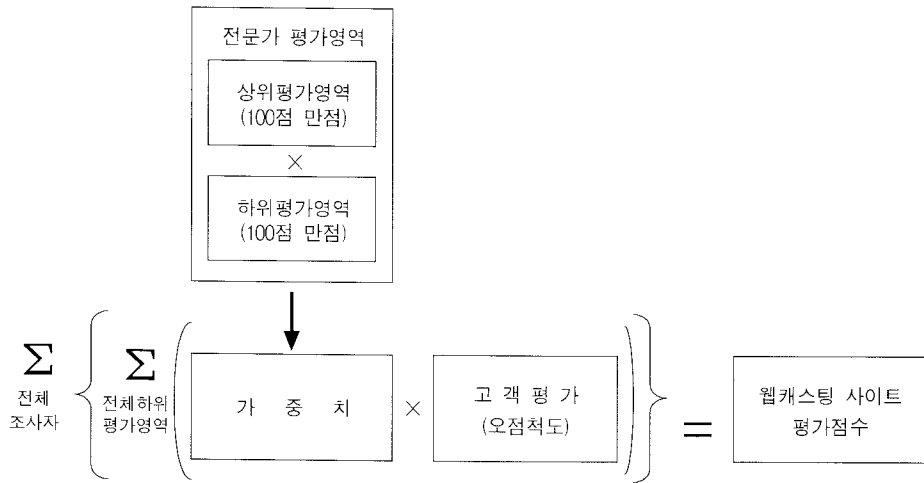 전문가 평가영역
상위평가영역
(100점 만점)
×
하위평가영역
(100점 만점)
Σ
전체
조사자
Σ
전체하위
평가영역
가 중 치
×
고 객 평 가
(오점척도)
=
웹캐스팅 사이트
평가점수